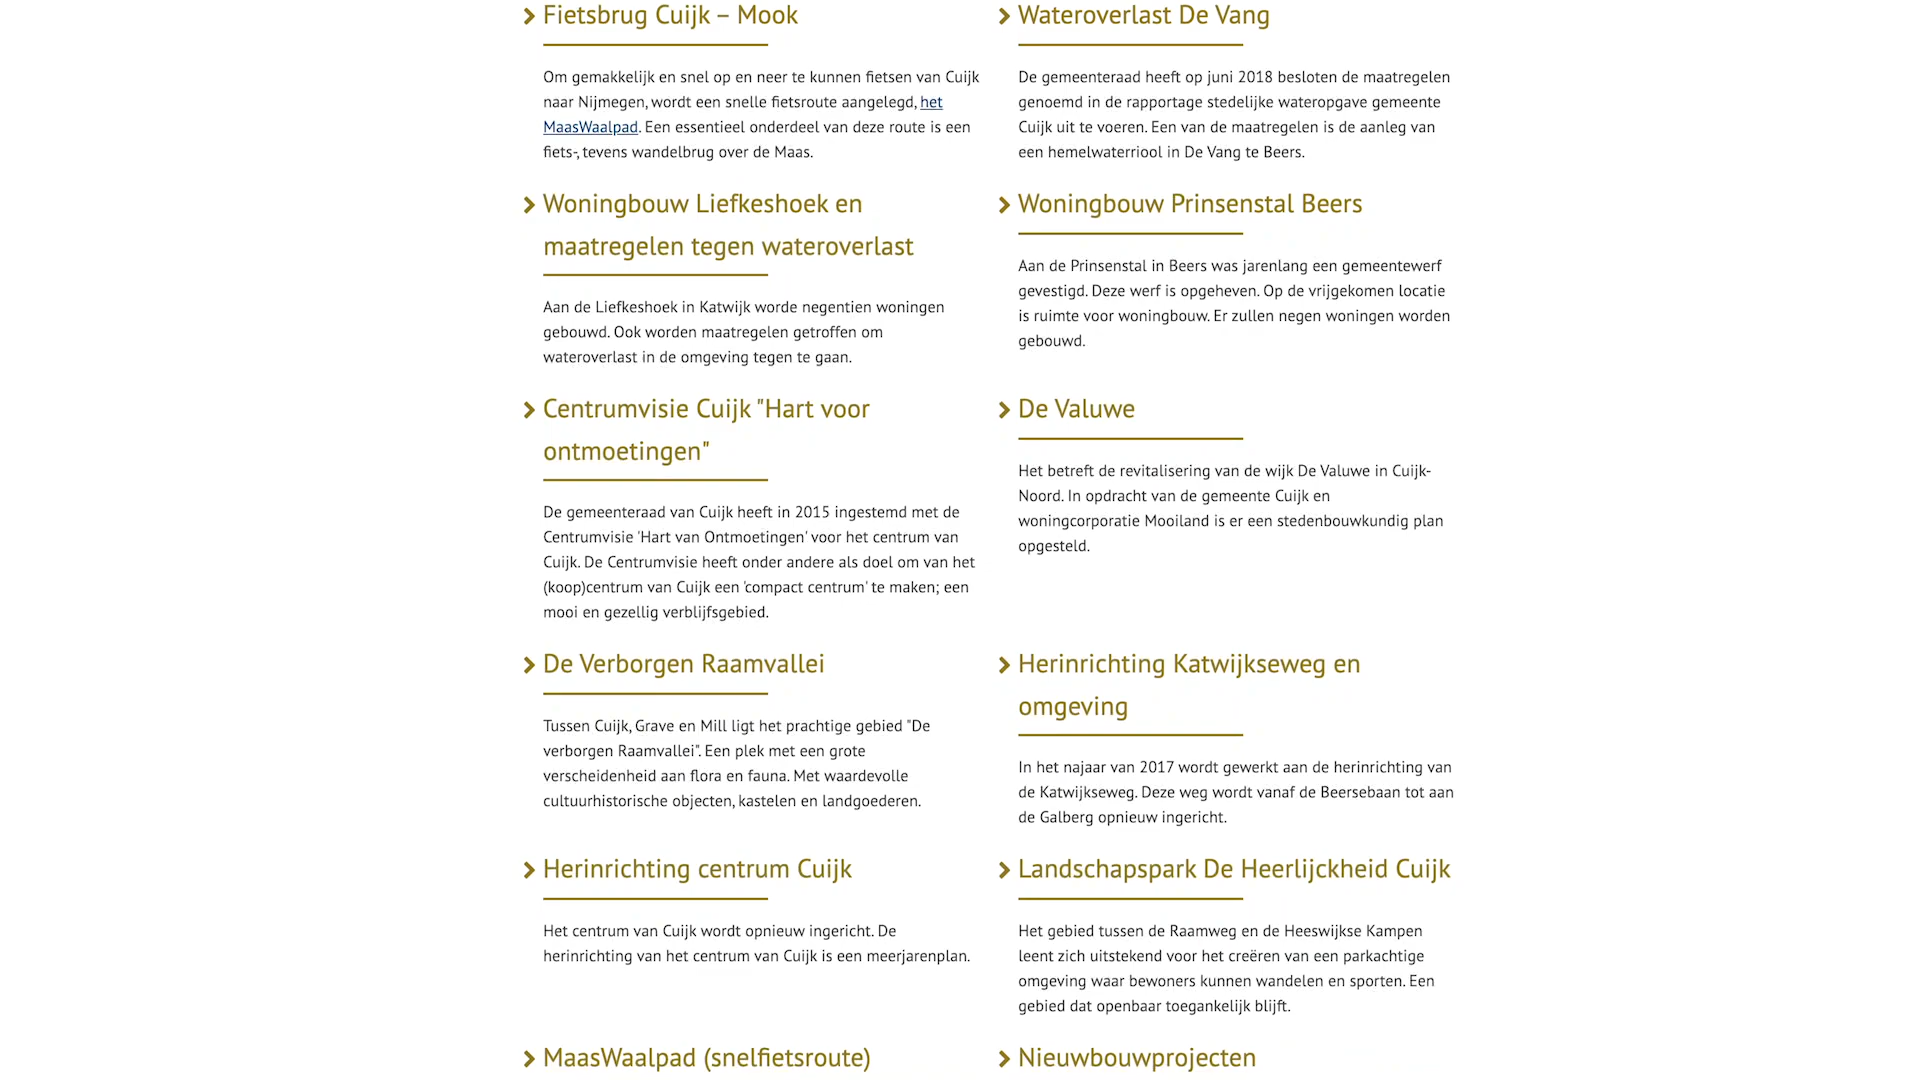 Fietsbrug Cuijk – Mook
Om gemakkelijk en snel op en neer te kunnen fietsen van Cuijk
naar Nijmegen, wordt een snelle fietsroute aangelegd, het
MaasWaalpad. Een essentieel onderdeel van deze route is een
fiets-, tevens wandelbrug over de Maas.
Wateroverlast De Vang
De gemeenteraad heeft op juni 2018 besloten de maatregelen
genoemd in de rapportage stedelijke wateropgave gemeente
Cuijk uit te voeren. Een van de maatregelen is de aanleg van
een hemelwaterriool in De Vang te Beers.
Woningbouw Liefkeshoek en
maatregelen tegen wateroverlast
Aan de Liefkeshoek in Katwijk worde negentien woningen
gebouwd. Ook worden maatregelen getroffen om
wateroverlast in de omgeving tegen te gaan.
Woningbouw Prinsenstal Beers
Aan de Prinsenstal in Beers was jarenlang een gemeentewerf
gevestigd. Deze werf is opgeheven. Op de vrijgekomen locatie
is ruimte voor woningbouw. Er zullen negen woningen worden
gebouwd.
Centrumvisie Cuijk "Hart voor
ontmoetingen"
De gemeenteraad van Cuijk heeft in 2015 ingestemd met de
Centrumvisie 'Hart van Ontmoetingen' voor het centrum van
Cuijk. De Centrumvisie heeft onder andere als doel om van het
(koop)centrum van Cuijk een 'compact centrum' te maken; een
mooi en gezellig verblijfsgebied.
De Valuwe
Het betreft de revitalisering van de wijk De Valuwe in Cuijk-
Noord. In opdracht van de gemeente Cuijk en
woningcorporatie Mooiland is er een stedenbouwkundig plan
opgesteld.
De Verborgen Raamvallei
Tussen Cuijk, Grave en Mill ligt het prachtige gebied "De
verborgen Raamvallei". Een plek met een grote
verscheidenheid aan flora en fauna. Met waardevolle
cultuurhistorische objecten, kastelen en landgoederen.
Herinrichting Katwijkseweg en
omgeving
In het najaar van 2017 wordt gewerkt aan de herinrichting van
de Katwijkseweg. Deze weg wordt vanaf de Beersebaan tot aan
de Galberg opnieuw ingericht.
Herinrichting centrum Cuijk
Het centrum van Cuijk wordt opnieuw ingericht. De
herinrichting van het centrum van Cuijk is een meerjarenplan.
Landschapspark De Heerlijckheid Cuijk
Het gebied tussen de Raamweg en de Heeswijkse Kampen
leent zich uitstekend voor het creëren van een parkachtige
omgeving waar bewoners kunnen wandelen en sporten. Een
gebied dat openbaar toegankelijk blijft.
MaasWaalpad (snelfietsroute)
Nieuwbouwprojecten